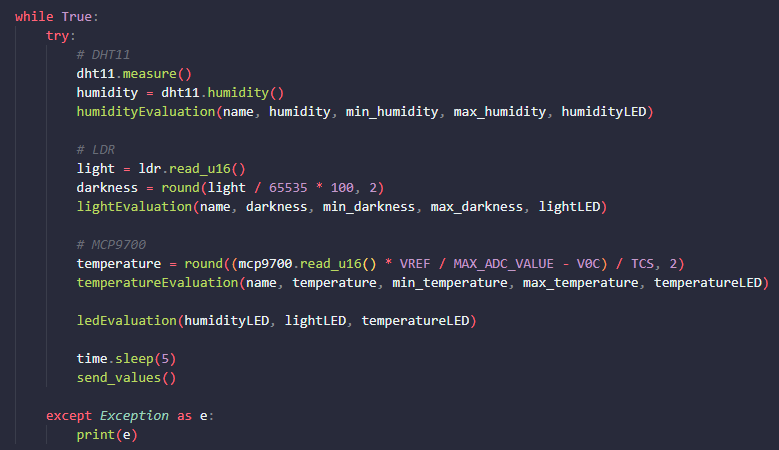 while True:
    try:
        # DHT11
        dht11.measure()
        humidity = dht11.humidity()
        humidityEvaluation(name, humidity, min_humidity, max_humidity, humidityLED)

        # LDR
        light = ldr.read_u16()
        darkness = round(light / 65535 * 100, 2)
        lightEvaluation(name, darkness, min_darkness, max_darkness, lightLED)

        # MCP9700
        temperature = round((mcp9700.read_u16() * VREF / MAX_ADC_VALUE - V0C) / TCS, 2)
        temperatureEvaluation(name, temperature, min_temperature, max_temperature, temperatureLED)

        ledEvaluation(humidityLED, lightLED, temperatureLED)

        time.sleep(5)
        send_values()

    except Exception as e:
        print(e)